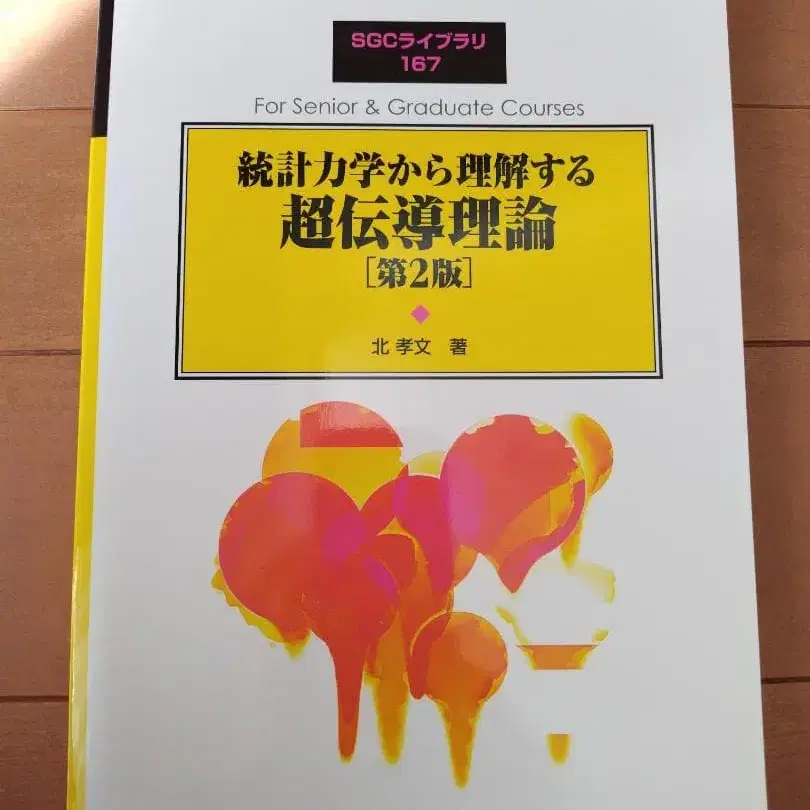 SGCライブラリ
167
For Senior & Graduate Courses
統計力学から理解する
超伝導理論
[第2版]
北 孝文 著